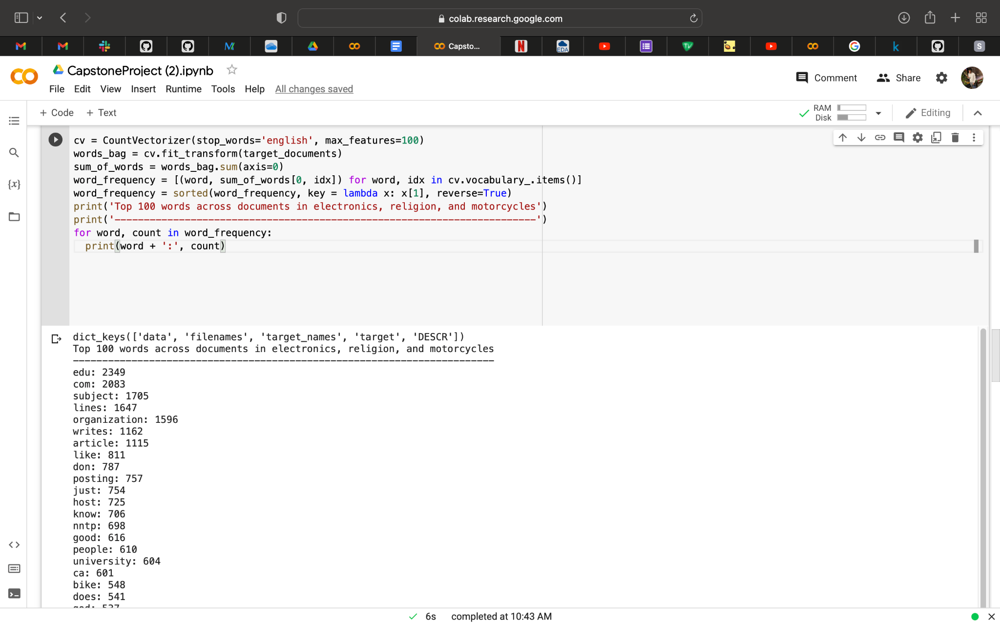 colab.research.google.com
EDA
Capsto...
N
TV
G
k
S
CapstoneProject (2).ipynb
File Edit View Insert Runtime Tools Help All changes saved
Comment
Share
+ Code + Text
RAM
Disk
Editing
{x}
cv = CountVectorizer(stop_words='english', max_features=100)
words_bag = cv.fit_transform(target_documents)
sum_of_words = words_bag.sum(axis=0)
word_frequency = [(word, sum_of_words[0, idx]) for word, idx in cv.vocabulary_.items()]
word_frequency = sorted(word_frequency, key = lambda x: x[1], reverse=True)
print('Top 100 words across documents in electronics, religion, and motorcycles')
print('------------------------------------------------------------------------')
for word, count in word_frequency:
  print(word + ':', count)
dict_keys(['data', 'filenames', 'target_names', 'target', 'DESCR'])
Top 100 words across documents in electronics, religion, and motorcycles
------------------------------------------------------------------------
edu: 2349
com: 2083
subject: 1705
lines: 1647
organization: 1596
writes: 1162
article: 1115
like: 811
don: 787
posting: 757
just: 754
host: 725
know: 706
nntp: 698
good: 616
people: 610
university: 604
ca: 601
bike: 548
does: 541
god: 537
6s completed at 10:43 AM